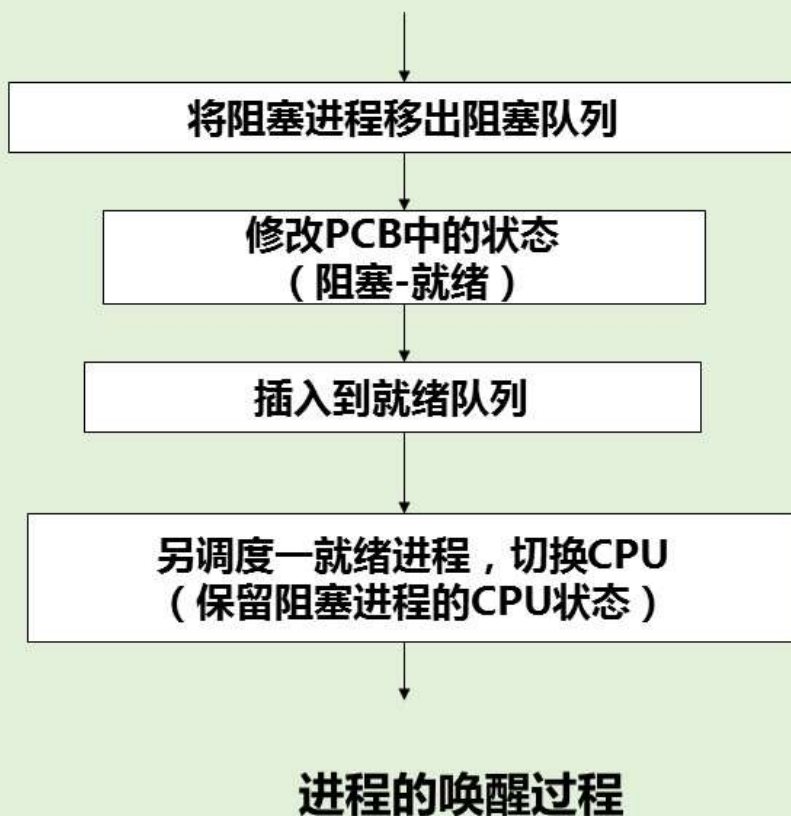 将阻塞进程移出阻塞队列
修改PCB中的状态
（阻塞-就绪）
插入到就绪队列
另调度一就绪进程，切换CPU
（保留阻塞进程的CPU状态）
进程的唤醒过程